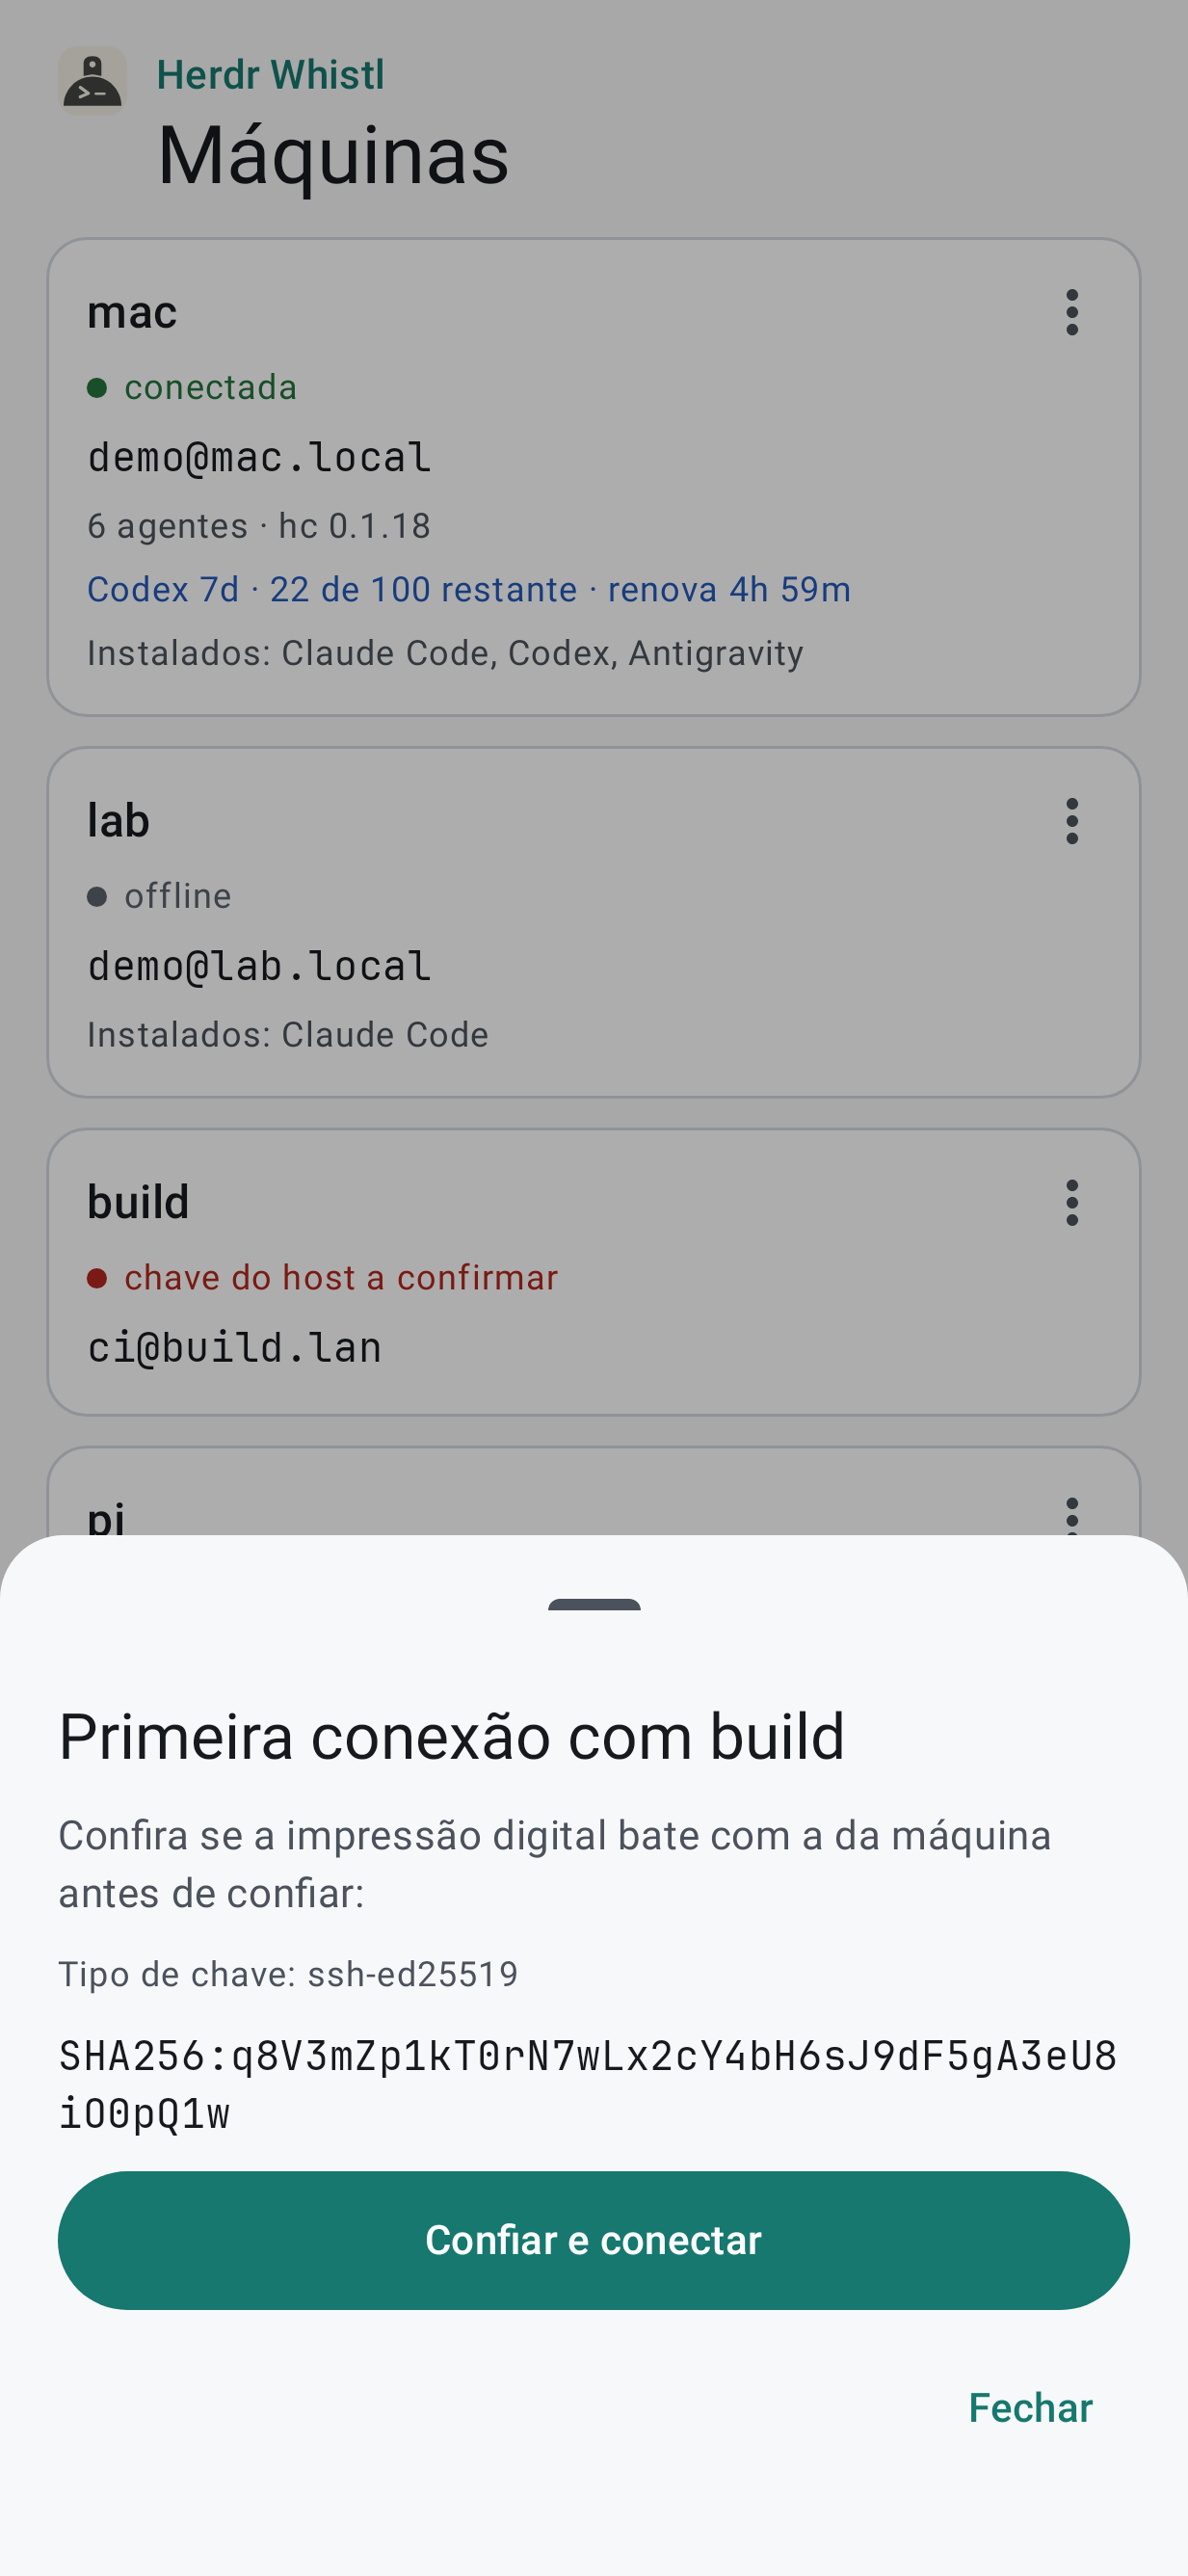 Herdr Whistl
Máquinas
mac
conectada
demo@mac.local
6 agentes · hc 0.1.18
Codex 7d · 22 de 100 restante · renova 4h 59m
Instalados: Claude Code, Codex, Antigravity
lab
offline
demo@lab.local
Instalados: Claude Code
build
chave do host a confirmar
ci@build.lan
pi
Primeira conexão com build
Confira se a impressão digital bate com a da máquina
antes de confiar:
Tipo de chave: ssh-ed25519
SHA256:q8V3mZp1kT0rN7wLx2cY4bH6sJ9dF5gA3eU8
iO0pQ1w
Confiar e conectar
Fechar